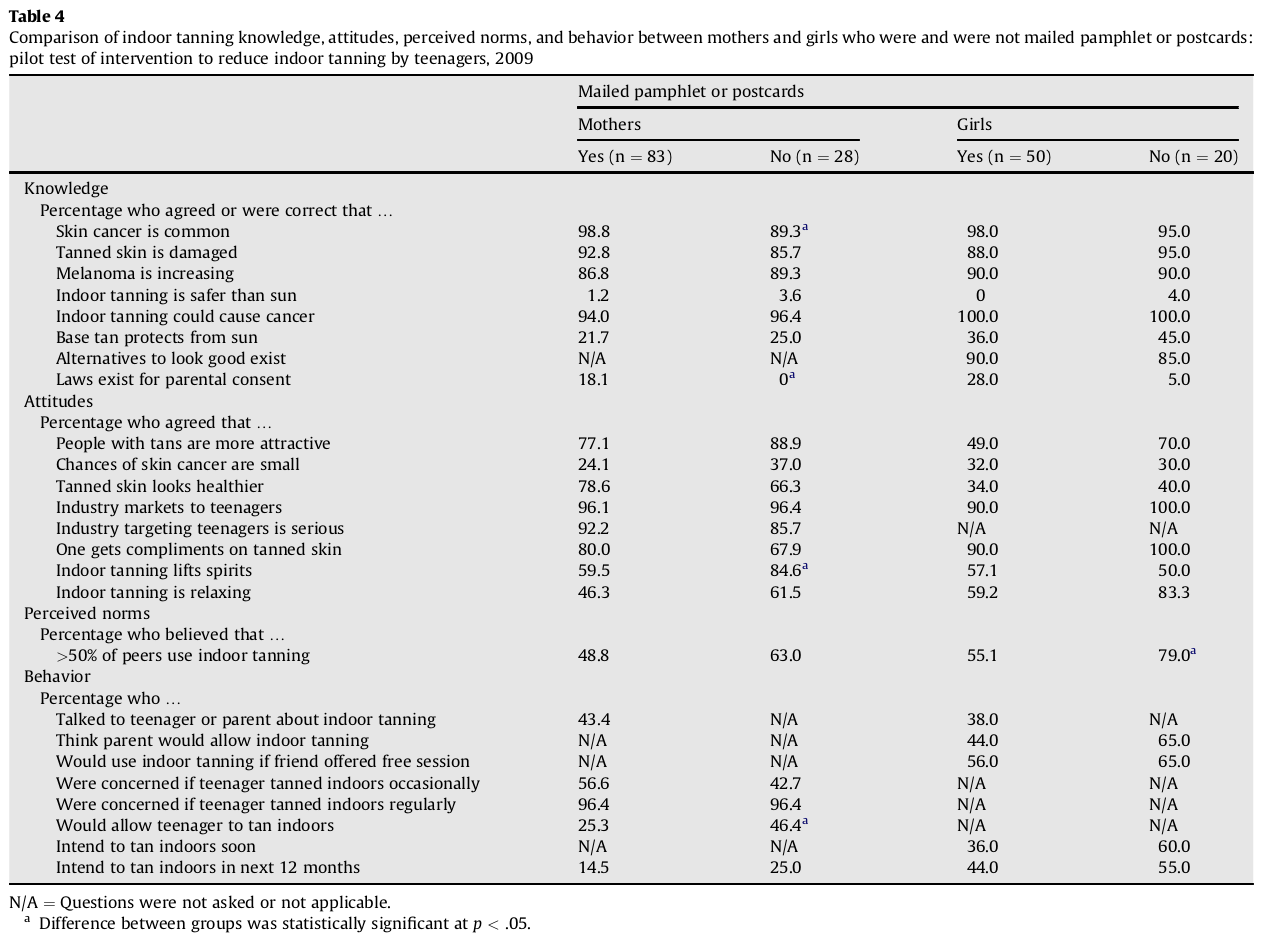 Table 4
Comparison of indoor tanning knowledge, attitudes, perceived norms, and behavior between mothers and girls who were and were not mailed pamphlet or postcards:
pilot test of intervention to reduce indoor tanning by teenagers, 2009
Mailed pamphlet or postcards
Mothers Girls
Yes (n = 83) No (n = 28) Yes (n = 50) No (n = 20)
Knowledge
Percentage who agreed or were correct that …
Skin cancer is common 98.8 89.3a 98.0 95.0
Tanned skin is damaged 92.8 85.7 88.0 95.0
Melanoma is increasing 86.8 89.3 90.0 90.0
Indoor tanning is safer than sun 1.2 3.6 0 4.0
Indoor tanning could cause cancer 94.0 96.4 100.0 100.0
Base tan protects from sun 21.7 25.0 36.0 45.0
Alternatives to look good exist N/A N/A 90.0 85.0
Laws exist for parental consent 18.1 0a 28.0 5.0
Attitudes
Percentage who agreed that …
People with tans are more attractive 77.1 88.9 49.0 70.0
Chances of skin cancer are small 24.1 37.0 32.0 30.0
Tanned skin looks healthier 78.6 66.3 34.0 40.0
Industry markets to teenagers 96.1 96.4 90.0 100.0
Industry targeting teenagers is serious 92.2 85.7 N/A N/A
One gets compliments on tanned skin 80.0 67.9 90.0 100.0
Indoor tanning lifts spirits 59.5 84.6a 57.1 50.0
Indoor tanning is relaxing 46.3 61.5 59.2 83.3
Perceived norms
Percentage who believed that …
>50% of peers use indoor tanning 48.8 63.0 55.1 79.0a
Behavior
Percentage who …
Talked to teenager or parent about indoor tanning 43.4 N/A 38.0 N/A
Think parent would allow indoor tanning N/A N/A 44.0 65.0
Would use indoor tanning if friend offered free session N/A N/A 56.0 65.0
Were concerned if teenager tanned indoors occasionally 56.6 42.7 N/A N/A
Were concerned if teenager tanned indoors regularly 96.4 96.4 N/A N/A
Would allow teenager to tan indoors 25.3 46.4a N/A N/A
Intend to tan indoors soon N/A N/A 36.0 60.0
Intend to tan indoors in next 12 months 14.5 25.0 44.0 55.0
N/A = Questions were not asked or not applicable.
a Difference between groups was statistically significant at p < .05.